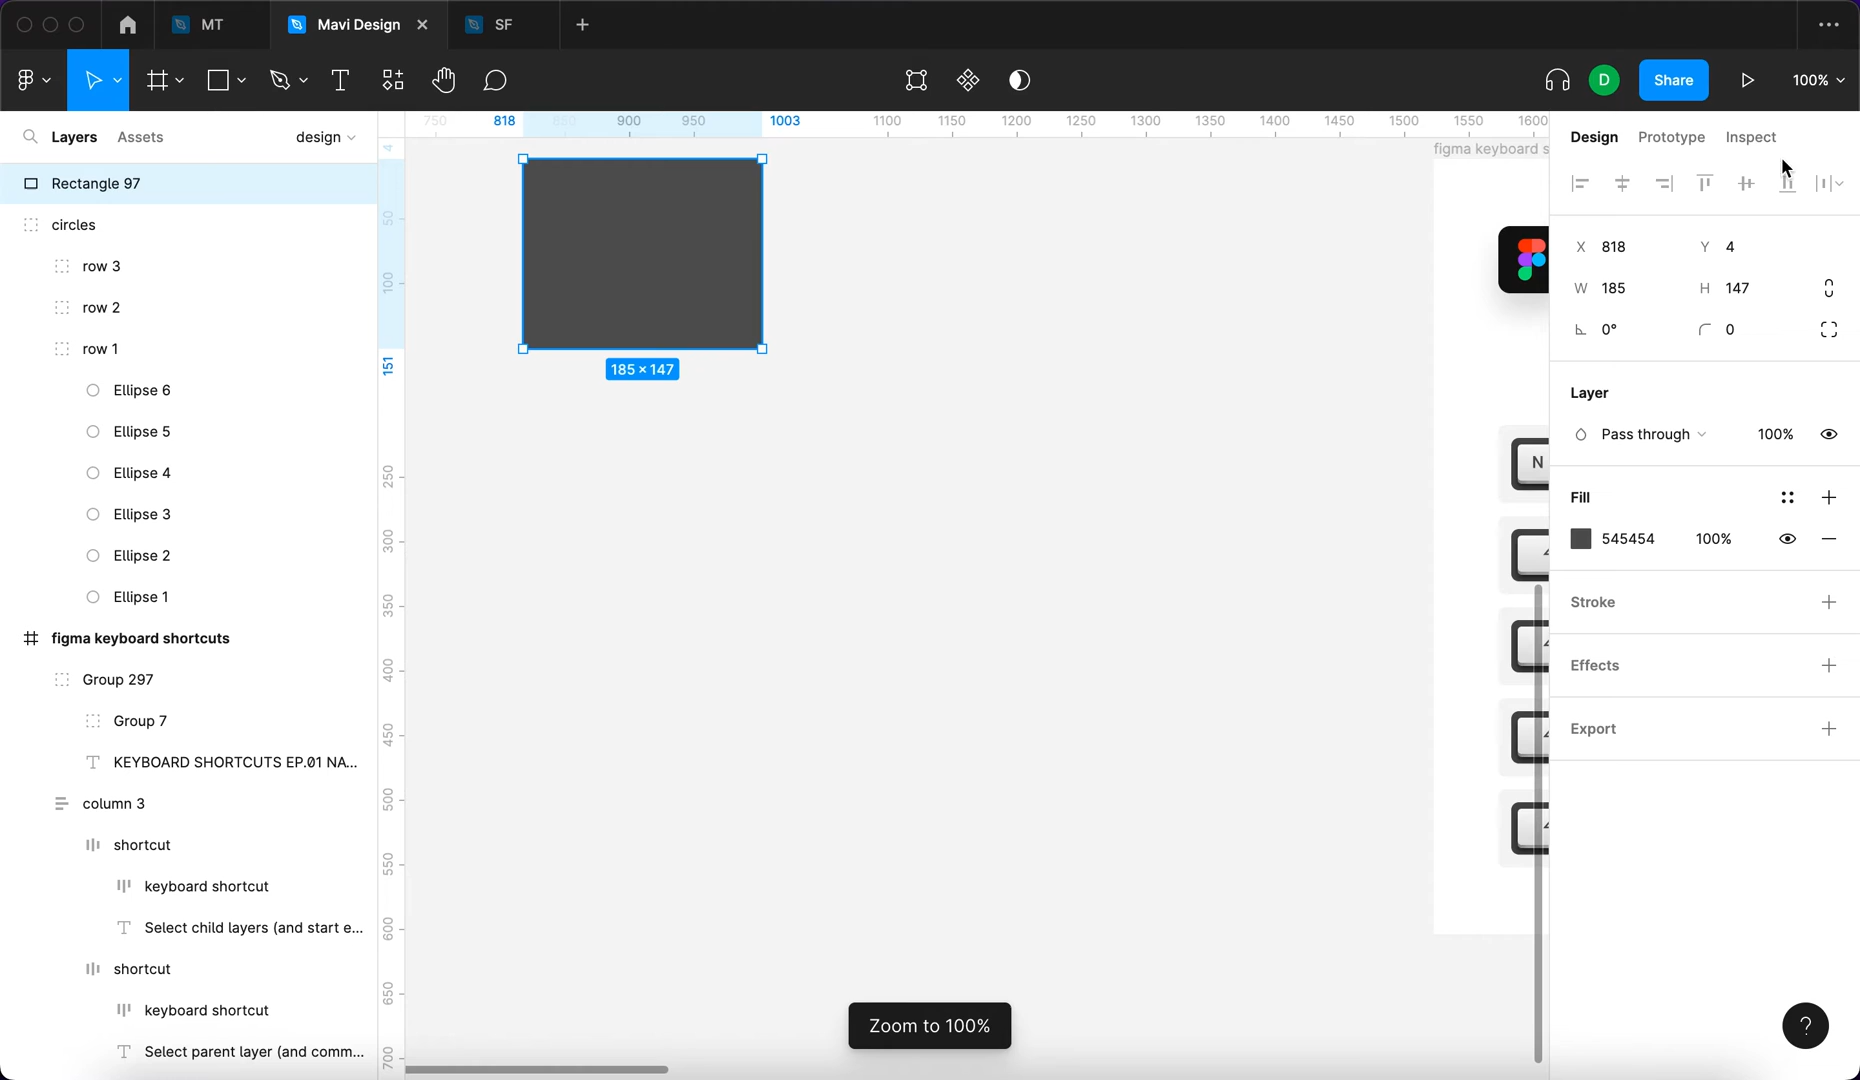 MT
Mavi Design
SF
D
Share
100%
Layers
Assets
design
750
818
850
900
950
1003
1100
1150
1200
1250
1300
1350
1400
1450
1500
1550
1600
Design
Prototype
Inspect
figma keyboard s
Rectangle 97
circles
row 3
row 2
row 1
Ellipse 6
Ellipse 5
Ellipse 4
Ellipse 3
Ellipse 2
Ellipse 1
figma keyboard shortcuts
Group 297
Group 7
KEYBOARD SHORTCUTS EP.01 NA...
column 3
shortcut
keyboard shortcut
Select child layers (and start e...
shortcut
keyboard shortcut
Select parent layer (and comm...
4
50
100
151
250
300
350
400
450
500
550
600
650
700
185 × 147
N
Zoom to 100%
X 818 Y 4
W 185 H 147
0° 0
Layer
Pass through 100%
Fill
545454 100%
Stroke
Effects
Export
?